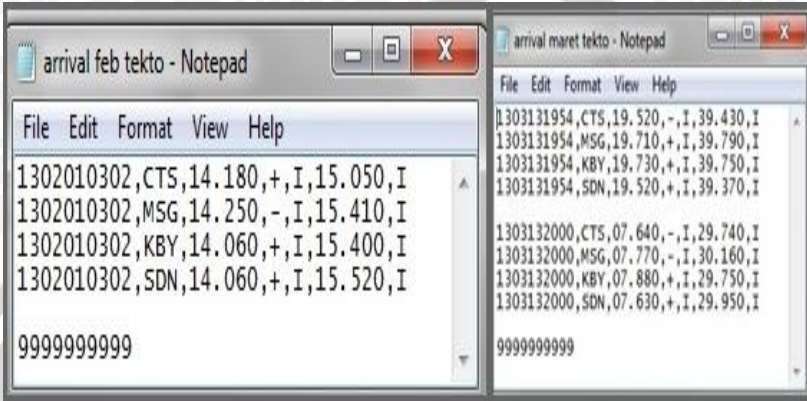 arrival feb tekto - Notepad
File Edit Format View Help
1302010302,CTS,14.180,+,I,15.050,I
1302010302,MSG,14.250,-,I,15.410,I
1302010302,KBY,14.060,+,I,15.400,I
1302010302,SDN,14.060,+,I,15.520,I
9999999999
arrival maret tekto - Notepad
File Edit Format View Help
1303131954,CTS,19.520,-,I,39.430,I
1303131954,MSG,19.710,+,I,39.790,I
1303131954,KBY,19.730,+,I,39.750,I
1303131954,SDN,19.520,+,I,39.370,I
1303132000,CTS,07.640,-,I,29.740,I
1303132000,MSG,07.770,-,I,30.160,I
1303132000,KBY,07.880,+,I,29.750,I
1303132000,SDN,07.630,+,I,29.950,I
9999999999